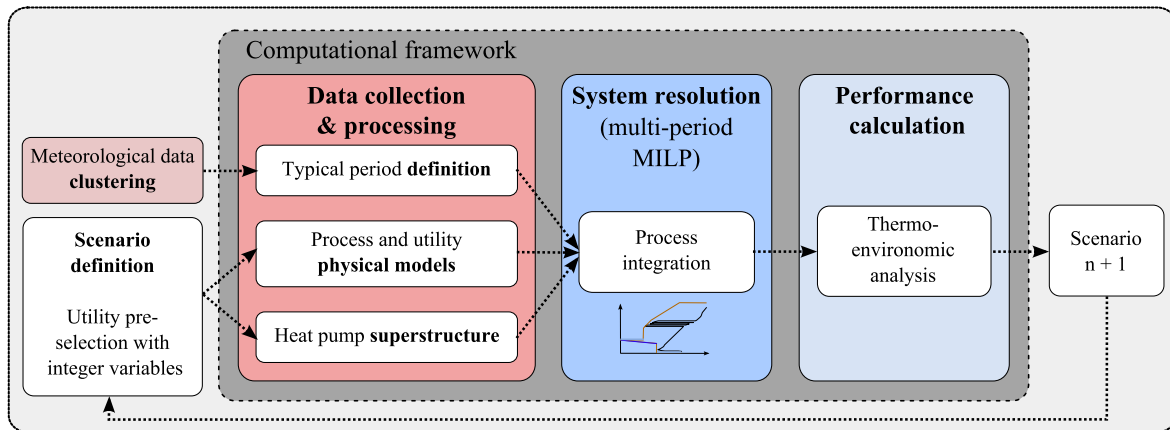 Computational framework
Data collection
& processing
System resolution
(multi-period
MILP)
Performance
calculation
Meteorological data
clustering
Typical period definition
Scenario
definition
Utility pre-
selection with
integer variables
Process and utility
physical models
Heat pump superstructure
Process
integration
Thermo-
environomic
analysis
Scenario
n + 1